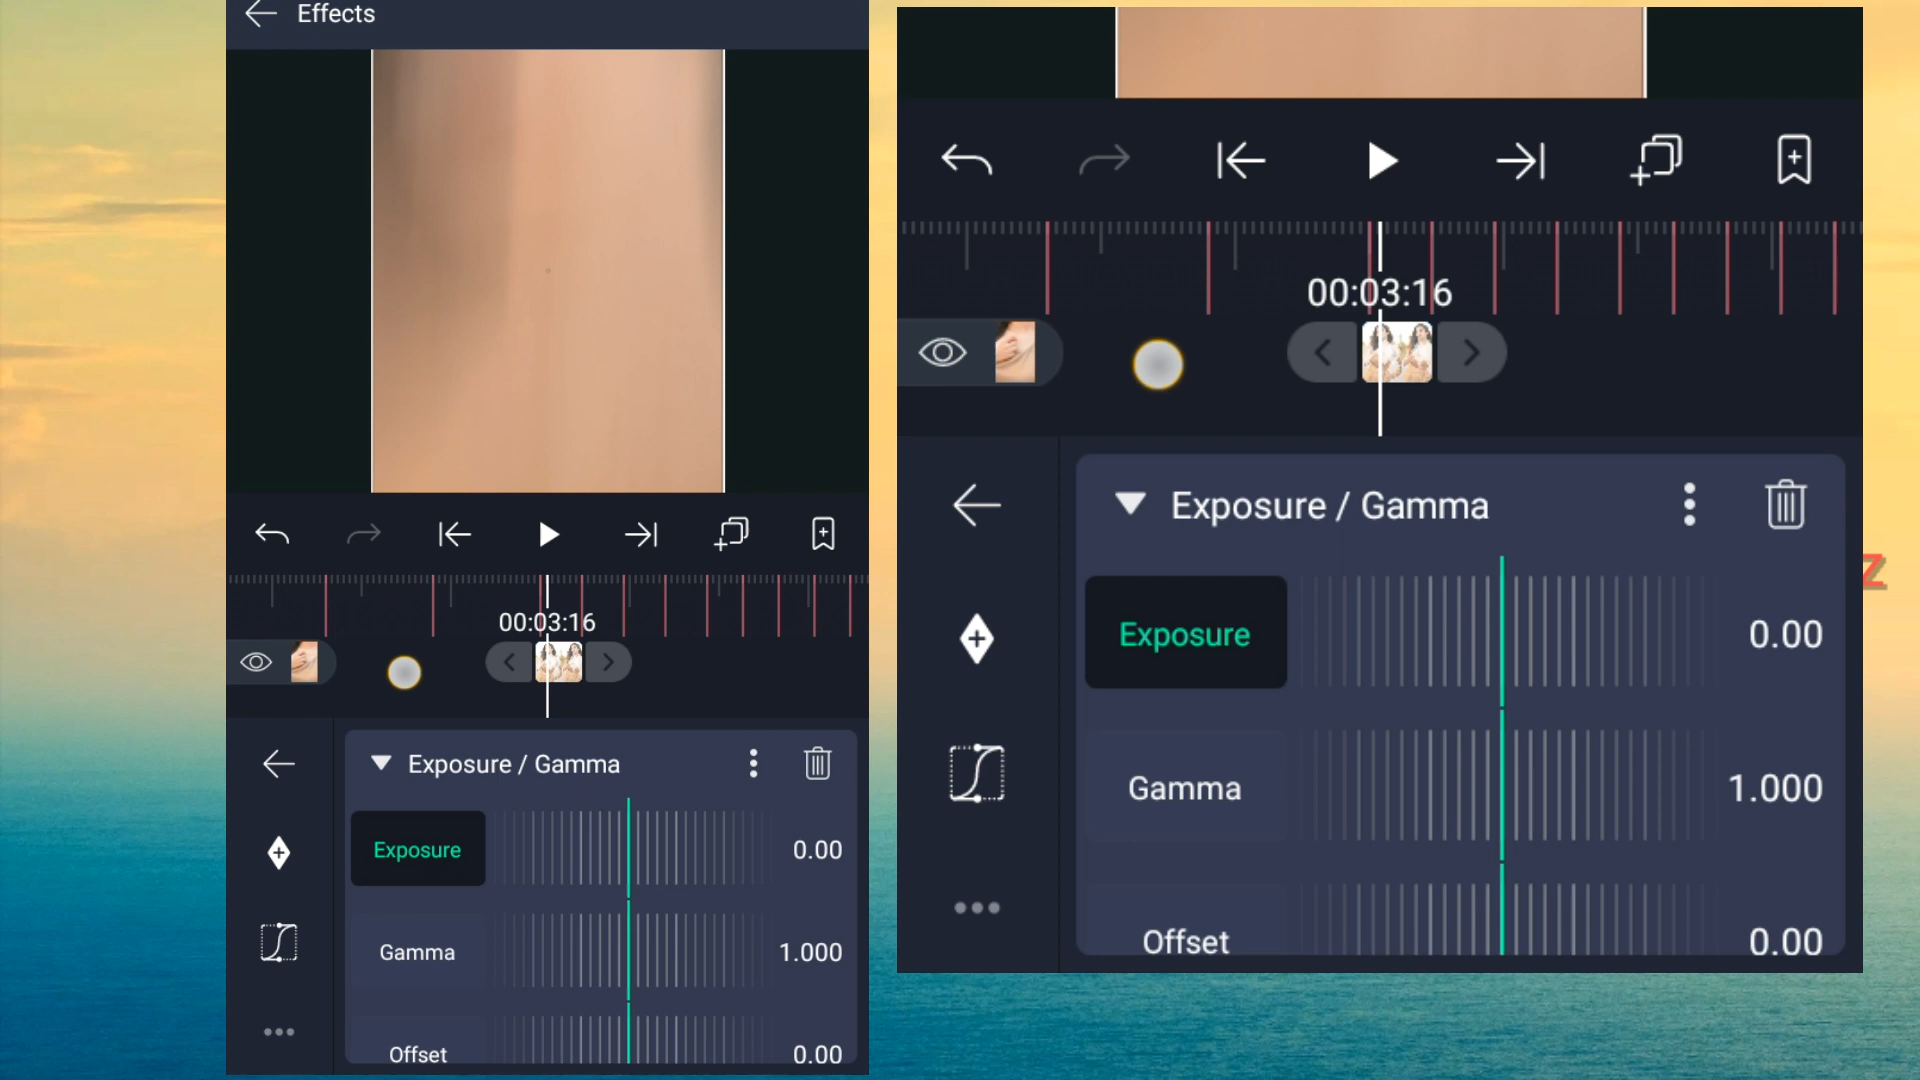 Effects
00:03:16
Exposure / Gamma
Exposure 0.00
Gamma 1.000
Offset 0.00
00:03:16
Exposure / Gamma
Exposure 0.00
Gamma 1.000
Offset 0.00
Z